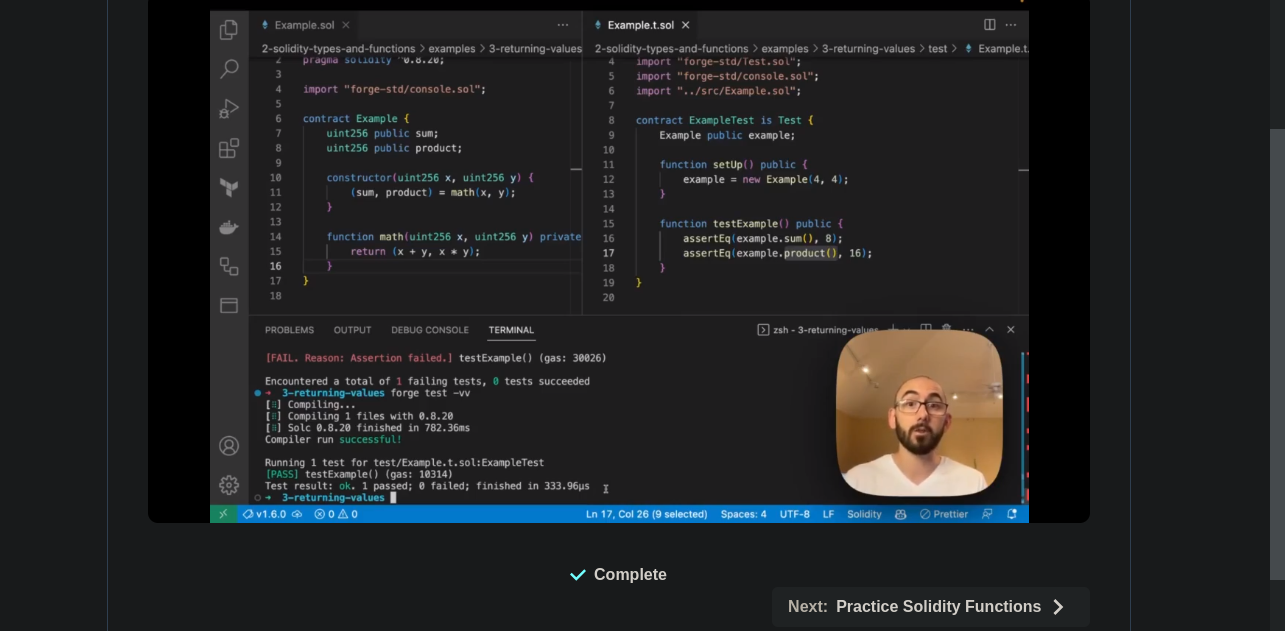 Example.sol
Example.t.sol
2-solidity-types-and-functions > examples > 3-returning-values
2-solidity-types-and-functions > examples > 3-returning-values > test > Example.t.
2 pragma solidity ^0.8.20;
3
4 import "forge-std/console.sol";
5
6 contract Example {
7 uint256 public sum;
8 uint256 public product;
9
10 constructor(uint256 x, uint256 y) {
11 (sum, product) = math(x, y);
12 }
13
14 function math(uint256 x, uint256 y) private
15 return (x + y, x * y);
16 }
17 }
18
4 import "forge-std/Test.sol";
5 import "forge-std/console.sol";
6 import "../src/Example.sol";
7
8 contract ExampleTest is Test {
9 Example public example;
10
11 function setUp() public {
12 example = new Example(4, 4);
13 }
14
15 function testExample() public {
16 assertEq(example.sum(), 8);
17 assertEq(example.product(), 16);
18 }
19 }
20
PROBLEMS OUTPUT DEBUG CONSOLE TERMINAL
zsh - 3-returning-values
[FAIL. Reason: Assertion failed.] testExample() (gas: 30026)
Encountered a total of 1 failing tests, 0 tests succeeded
3-returning-values forge test -vv
[⠃] Compiling...
[⠃] Compiling 1 files with 0.8.20
[⠃] Solc 0.8.20 finished in 782.36ms
Compiler run successful!
Running 1 test for test/Example.t.sol:ExampleTest
[PASS] testExample() (gas: 10314)
Test result: ok. 1 passed; 0 failed; finished in 333.96µs
3-returning-values
v1.6.0 0 0 Ln 17, Col 26 (9 selected) Spaces: 4 UTF-8 LF Solidity Prettier
Complete
Next: Practice Solidity Functions